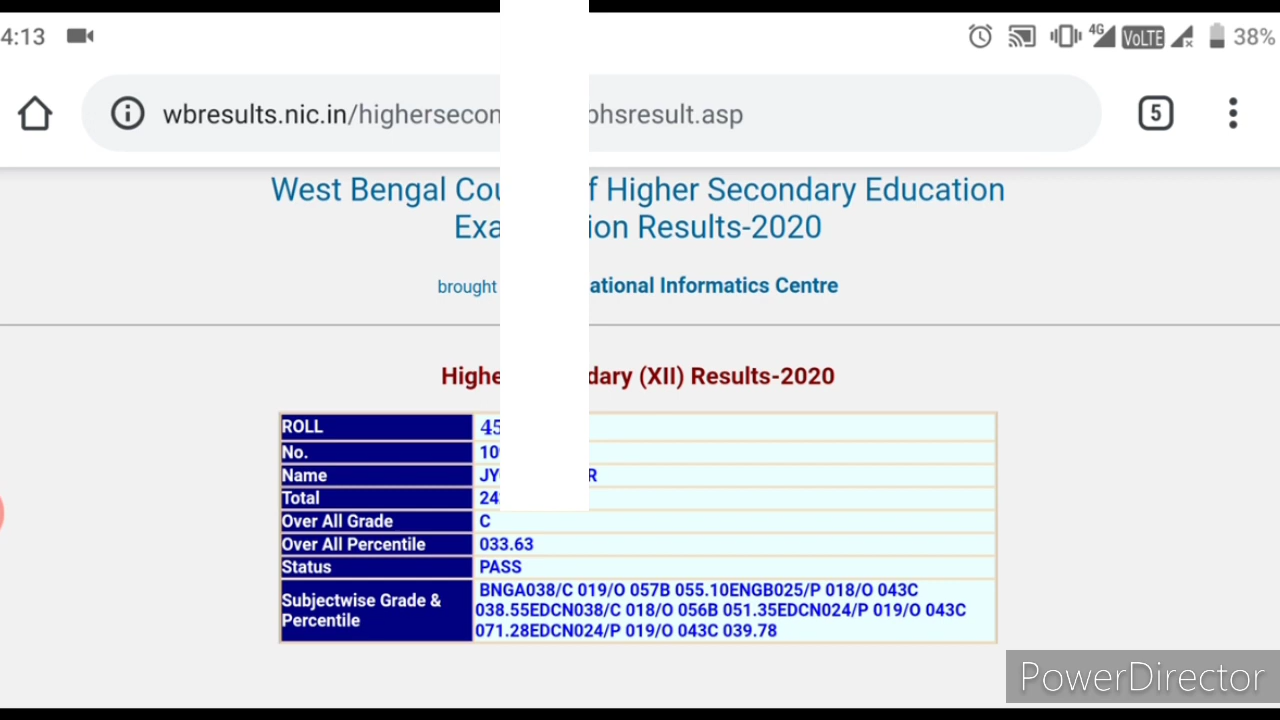 4:13 4G VoLTE 38%
wbresults.nic.in/highersecon hsresult.asp 5
West Bengal Cou f Higher Secondary Education
Exa ion Results-2020
brought ational Informatics Centre
Highe dary (XII) Results-2020
ROLL 45
No. 10
Name JY R
Total 24
Over All Grade C
Over All Percentile 033.63
Status PASS
Subjectwise Grade & Percentile BNGA038/C 019/O 057B 055.10ENGB025/P 018/O 043C
038.55EDCN038/C 018/O 056B 051.35EDCN024/P 019/O 043C
071.28EDCN024/P 019/O 043C 039.78
PowerDirector